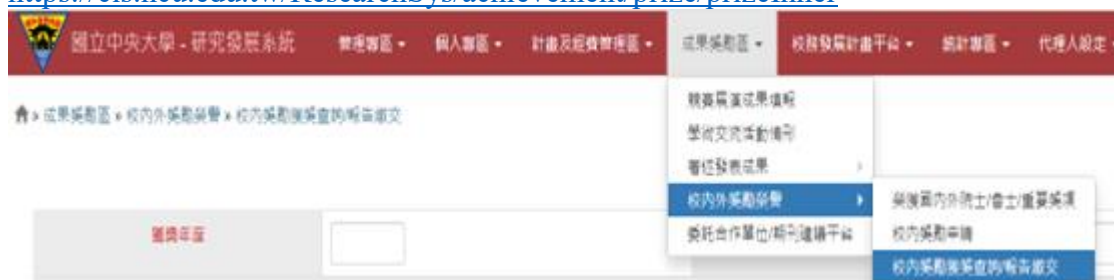 https://cis.ncu.edu.tw/ResearchSys/achievement/prize/prizeInner
國立中央大學 - 研究發展系統 管理專區 個人專區 計畫及經費管理區 成果獎勵區 校務發展計畫平台 統計專區 代理人設定
» 成果獎勵區 » 校內外獎勵榮譽 » 校內獎勵獲獎查詢/報告繳交
競賽展演成果填報
學術交流活動填列
著作發表成果
校內外獎勵榮譽
榮獲國內外院士/會士/重要獎項
委託合作單位/期刊建議平台
校內獎勵申請
獲獎年度
校內獎勵獲獎查詢/報告繳交